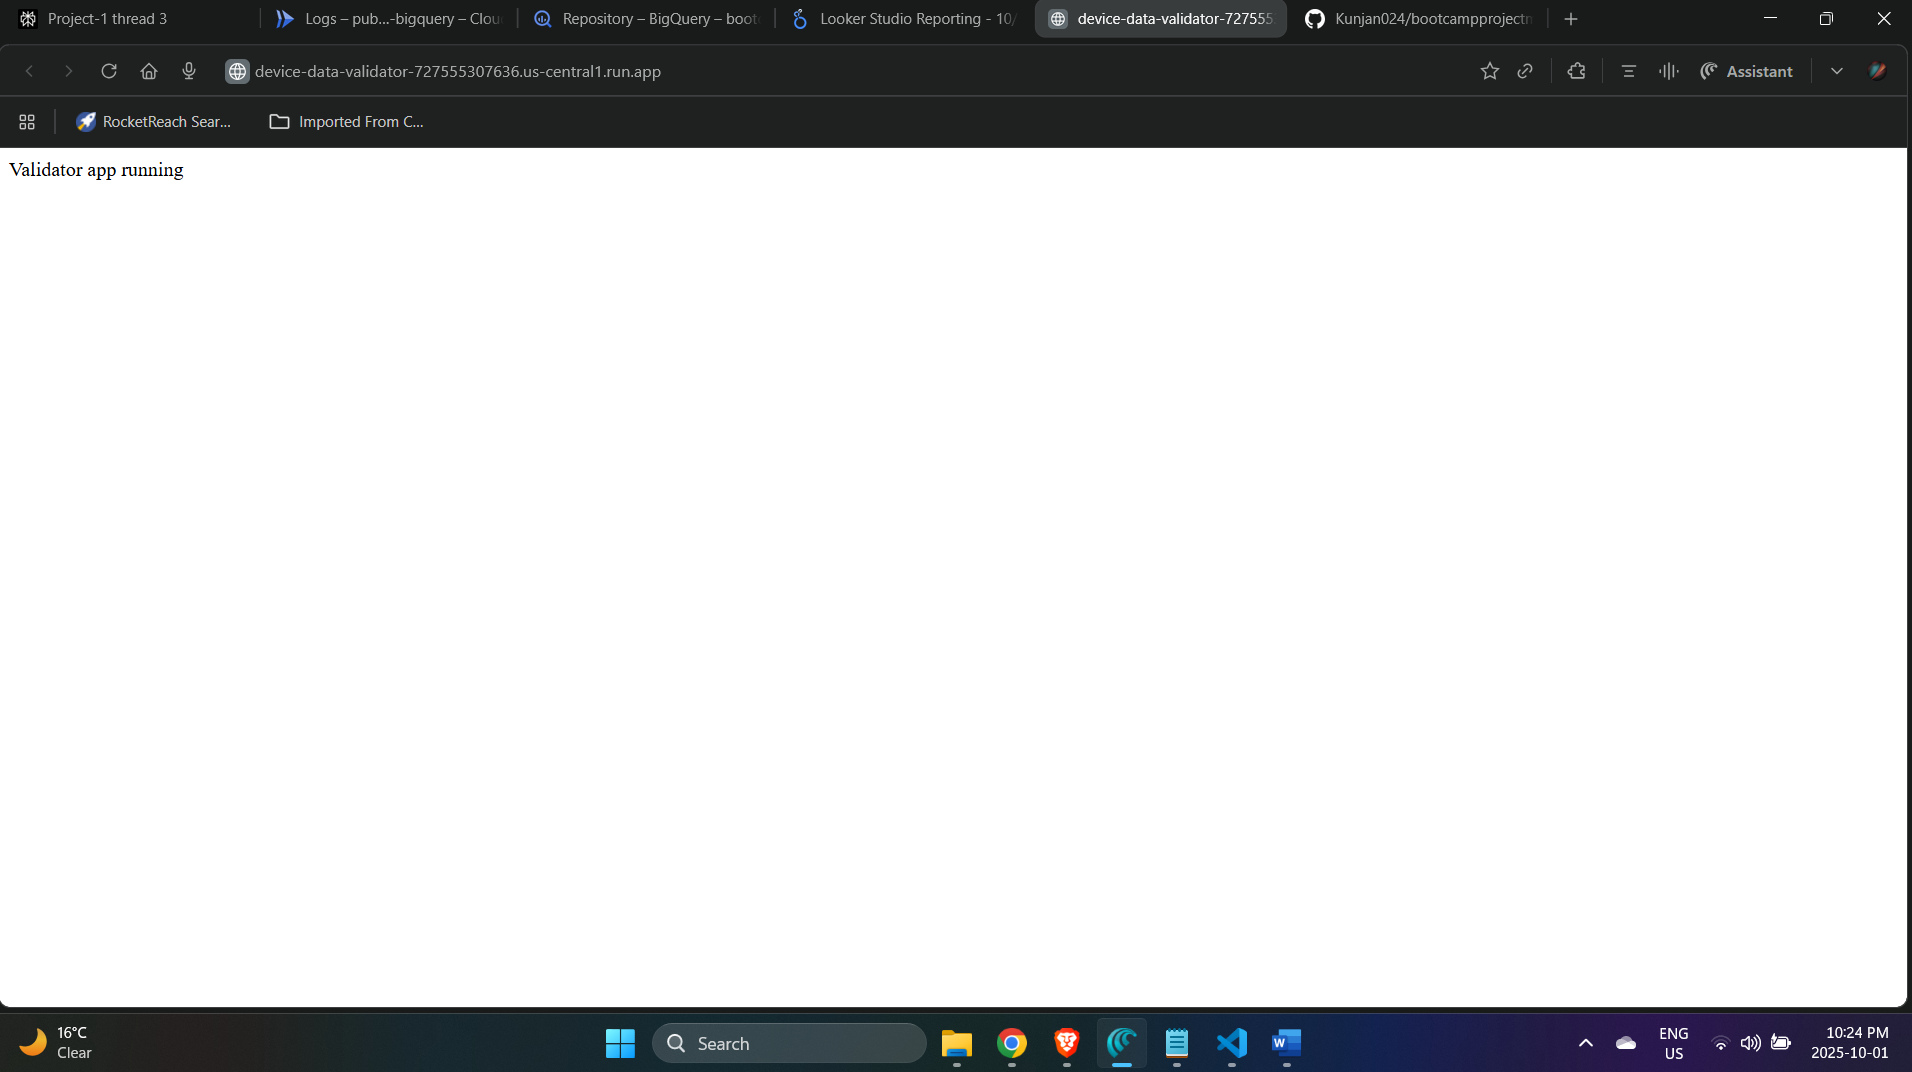 Project-1 thread 3
Logs – pub...-bigquery – Clou
Repository – BigQuery – boot
Looker Studio Reporting - 10/
device-data-validator-727555
Kunjan024/bootcampproject
device-data-validator-727555307636.us-central1.run.app
Assistant
RocketReach Sear...
Imported From C...
Validator app running
16°C
Clear
Search
W
ENG
US
10:24 PM
2025-10-01